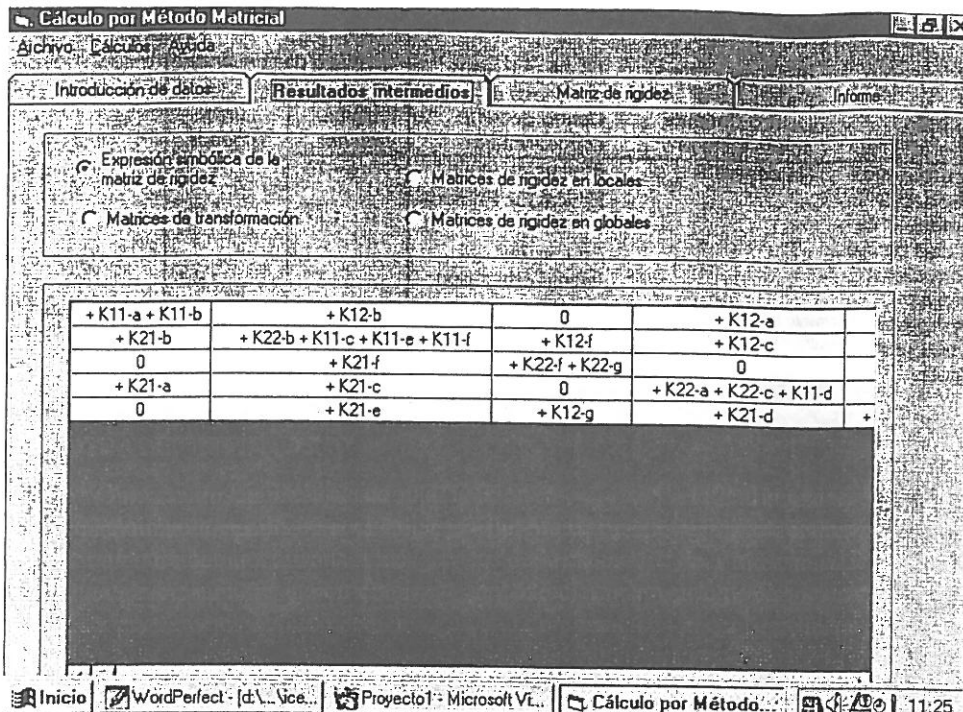 Cálculo por Método Matricial
Archivo Cálculos Ayuda
Introducción de datos Resultados intermedios Matriz de rigidez Informe
Expresión simbólica de la
matriz de rigidez
Matrices de rigidez en locales
Matrices de transformación Matrices de rigidez en globales
+ K11-a + K11-b + K12-b 0 + K12-a
+ K21-b + K22-b + K11-c + K11-e + K11-f + K12-f + K12-c
0 + K21-f + K22-f + K22-g 0
+ K21-a + K21-c 0 + K22-a + K22-c + K11-d
0 + K21-e + K12-g + K21-d +
Inicio WordPerfect - [d:\...\ice... Proyecto1 - Microsoft Vi... Cálculo por Método... 11:25